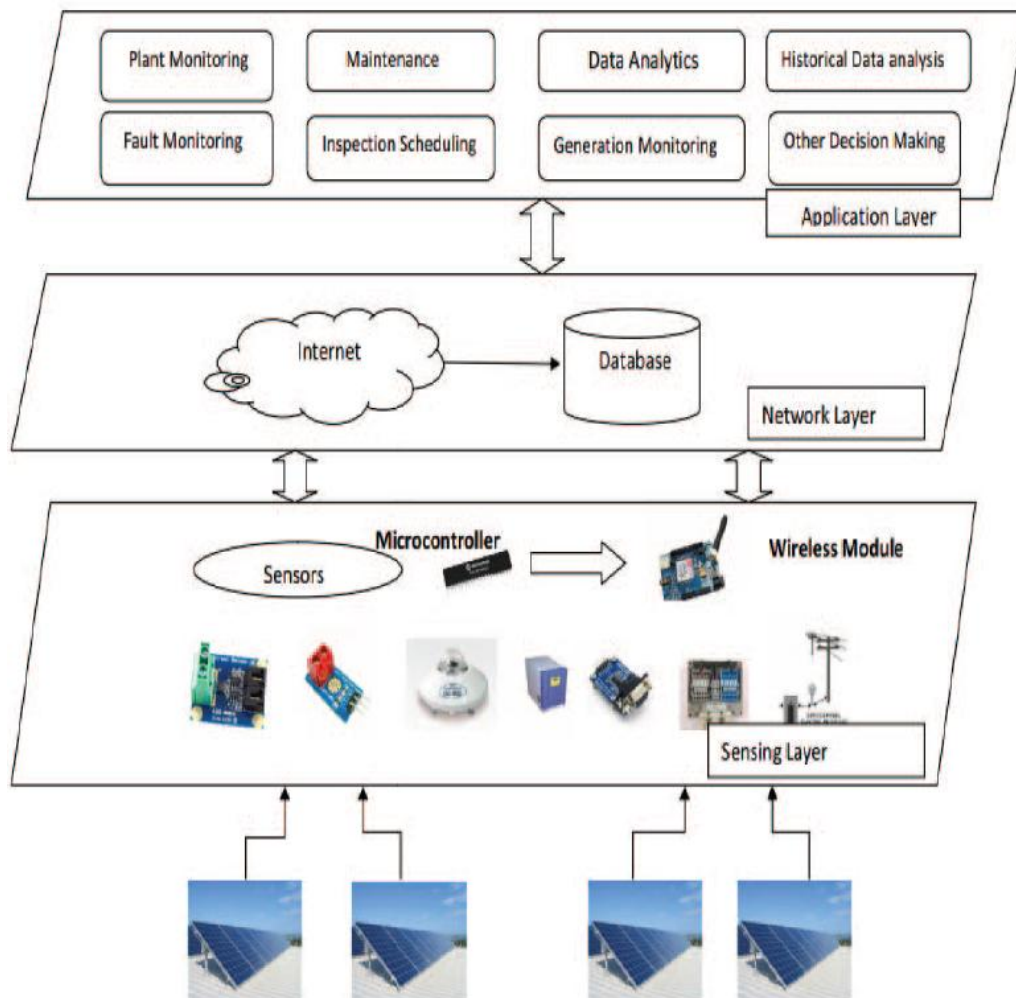 Plant Monitoring
Maintenance
Data Analytics
Historical Data analysis
Fault Monitoring
Inspection Scheduling
Generation Monitoring
Other Decision Making
Application Layer
Internet
Database
Network Layer
Microcontroller
Wireless Module
Sensors
Sensing Layer